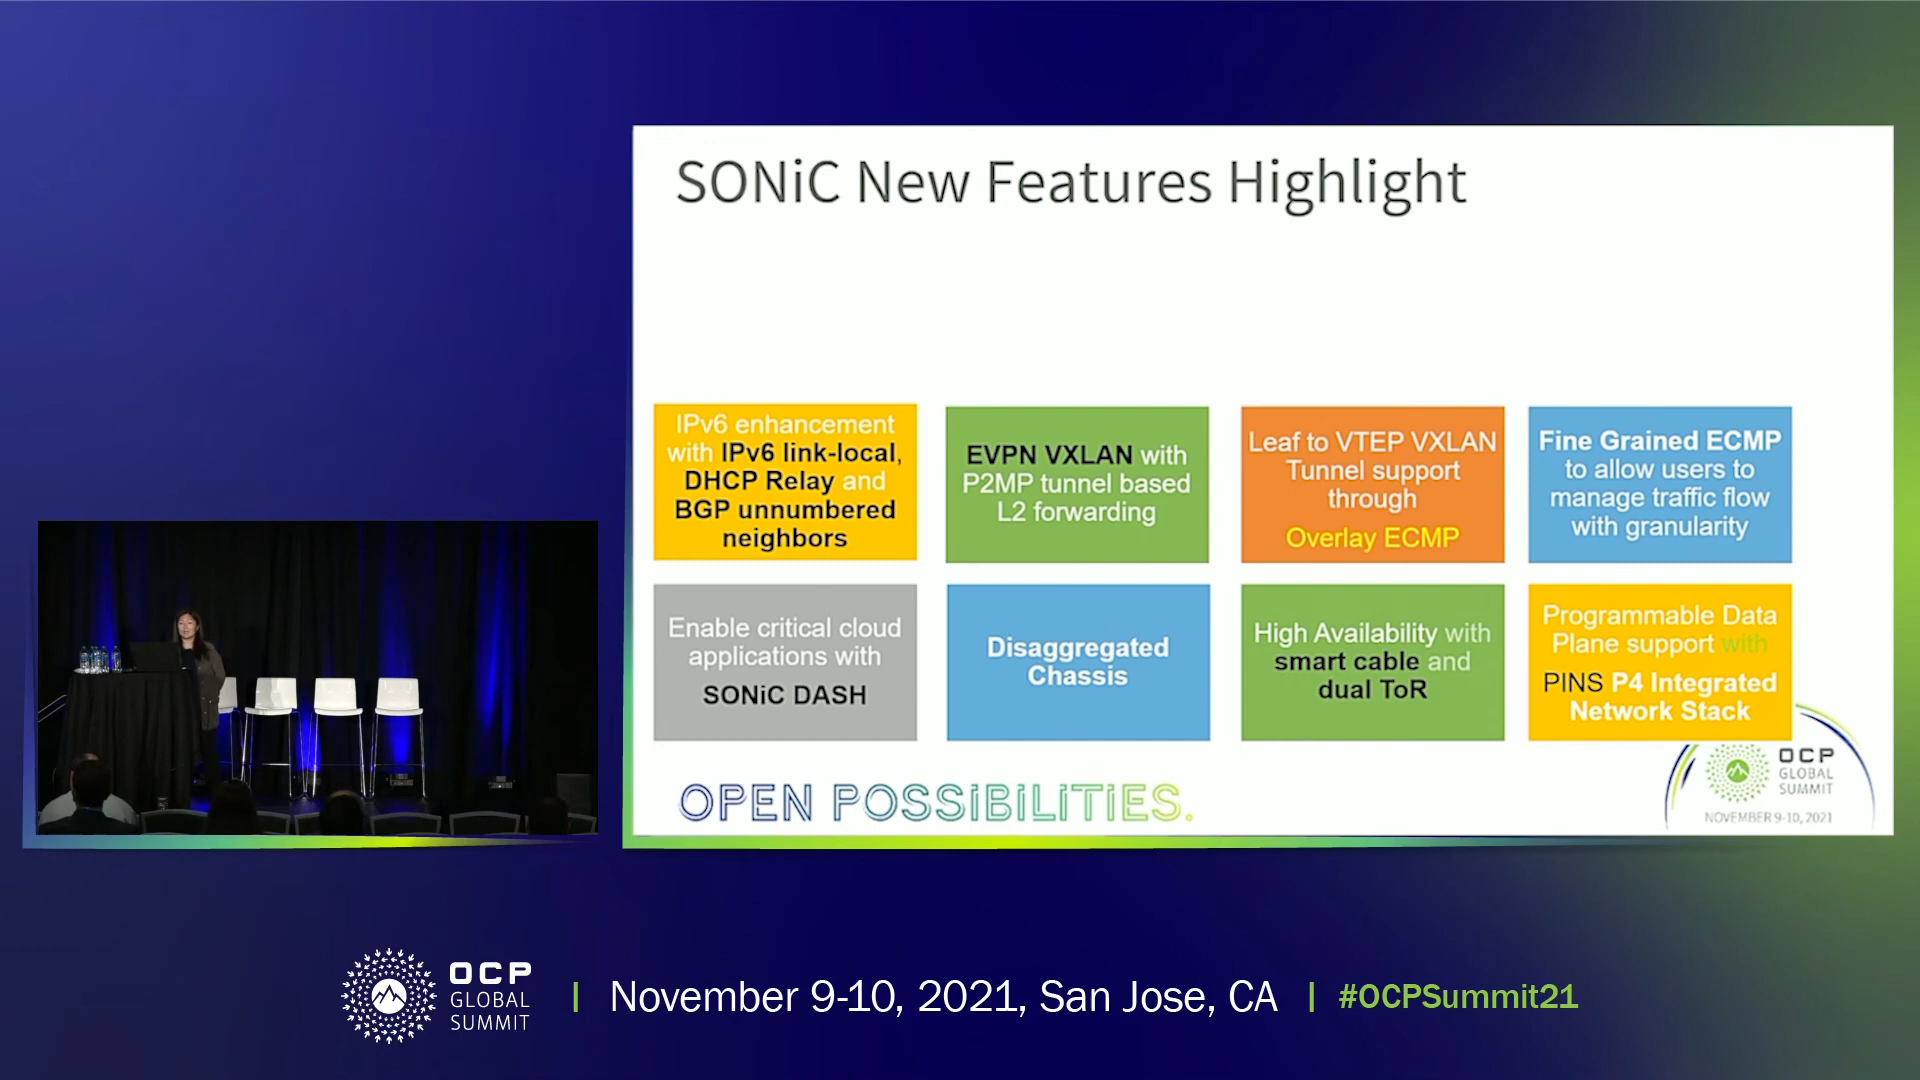 SONiC New Features Highlight
IPv6 enhancement
with IPv6 link-local,
DHCP Relay and
BGP unnumbered
neighbors
EVPN VXLAN with
P2MP tunnel based
L2 forwarding
Leaf to VTEP VXLAN
Tunnel support
through
Overlay ECMP
Fine Grained ECMP
to allow users to
manage traffic flow
with granularity
Enable critical cloud
applications with
SONiC DASH
Disaggregated
Chassis
High Availability with
smart cable and
dual ToR
Programmable Data
Plane support with
PINS P4 Integrated
Network Stack
OPEN POSSiBiLiTiES.
OCP
GLOBAL
SUMMIT
NOVEMBER 9-10, 2021
OCP
GLOBAL
SUMMIT
| November 9-10, 2021, San Jose, CA | #OCPSummit21